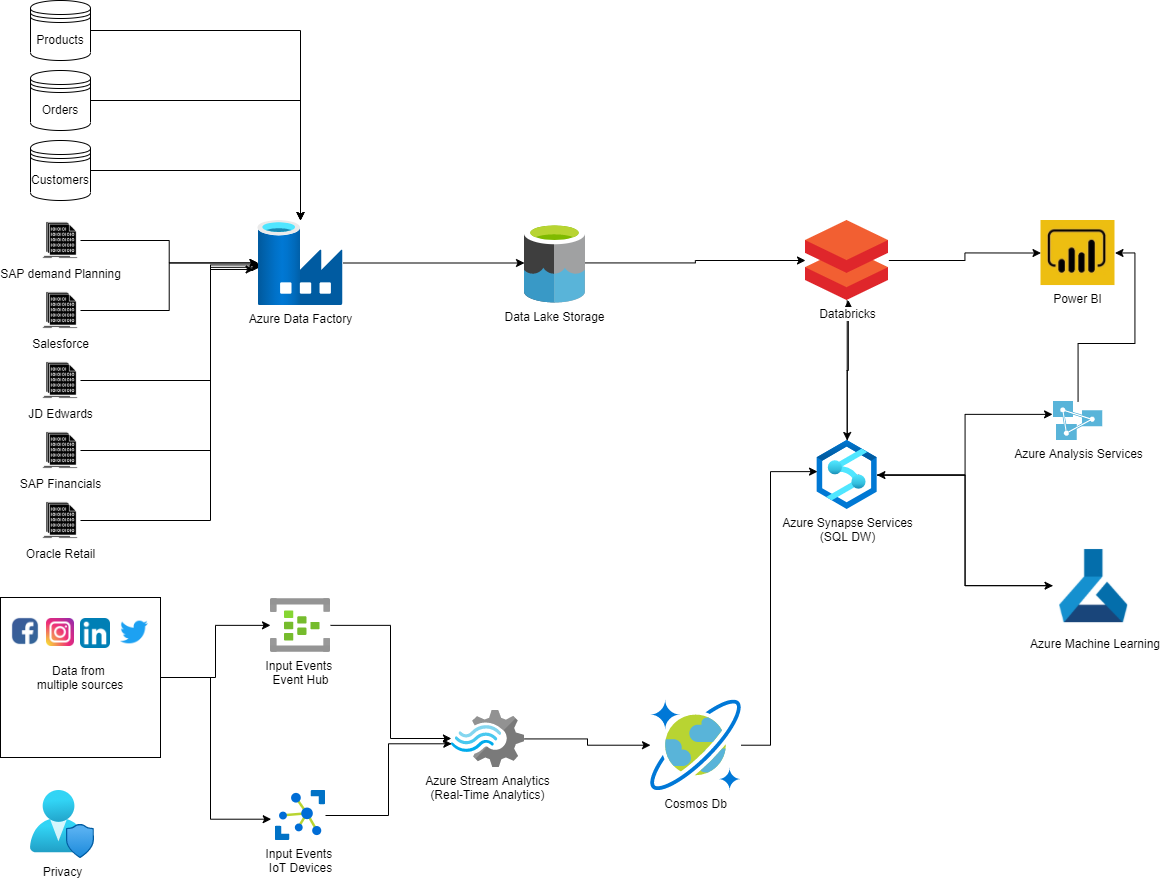 Products
Orders
Customers
SAP demand Planning
Salesforce
JD Edwards
SAP Financials
Oracle Retail
Azure Data Factory
Data Lake Storage
Databricks
Power BI
Azure Analysis Services
Azure Synapse Services
(SQL DW)
Azure Machine Learning
Data from
multiple sources
Input Events
Event Hub
Azure Stream Analytics
(Real-Time Analytics)
Cosmos Db
Input Events
IoT Devices
Privacy